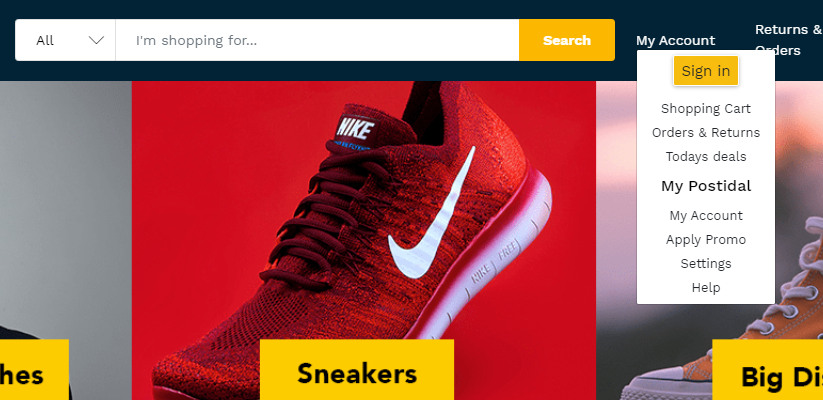 All
I'm shopping for...
Search
My Account
Returns &
Orders
Sign in
Shopping Cart
Orders & Returns
Todays deals
My Postidal
My Account
Apply Promo
Settings
Help
NIKE
NIKE FREE
hes
Sneakers
Big Dis